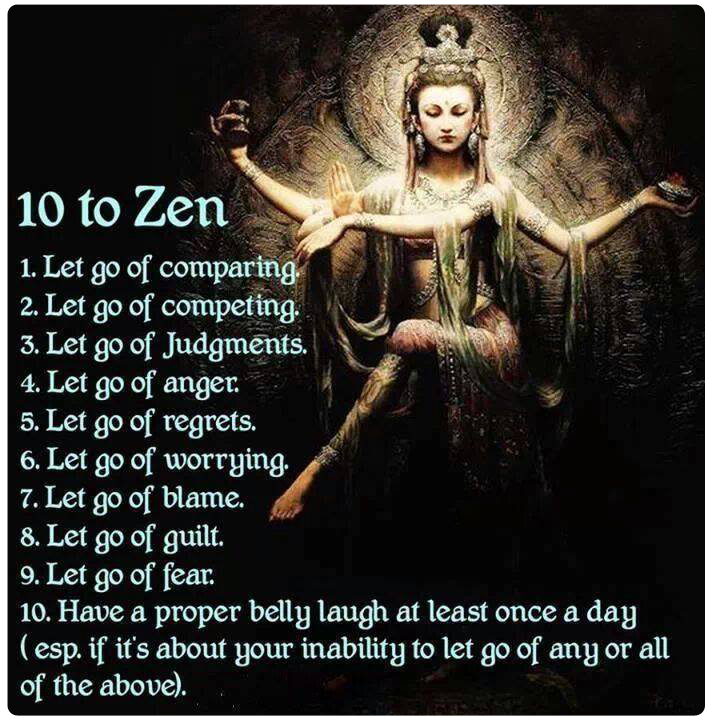 10 to Zen
1. Let go of comparing.
2. Let go of competing.
3. Let go of Judgments.
4. Let go of anger.
5. Let go of regrets.
6. Let go of worrying.
7. Let go of blame.
8. Let go of guilt.
9. Let go of fear.
10. Have a proper belly laugh at least once a day
( esp. if it's about your inability to let go of any or all
of the above).